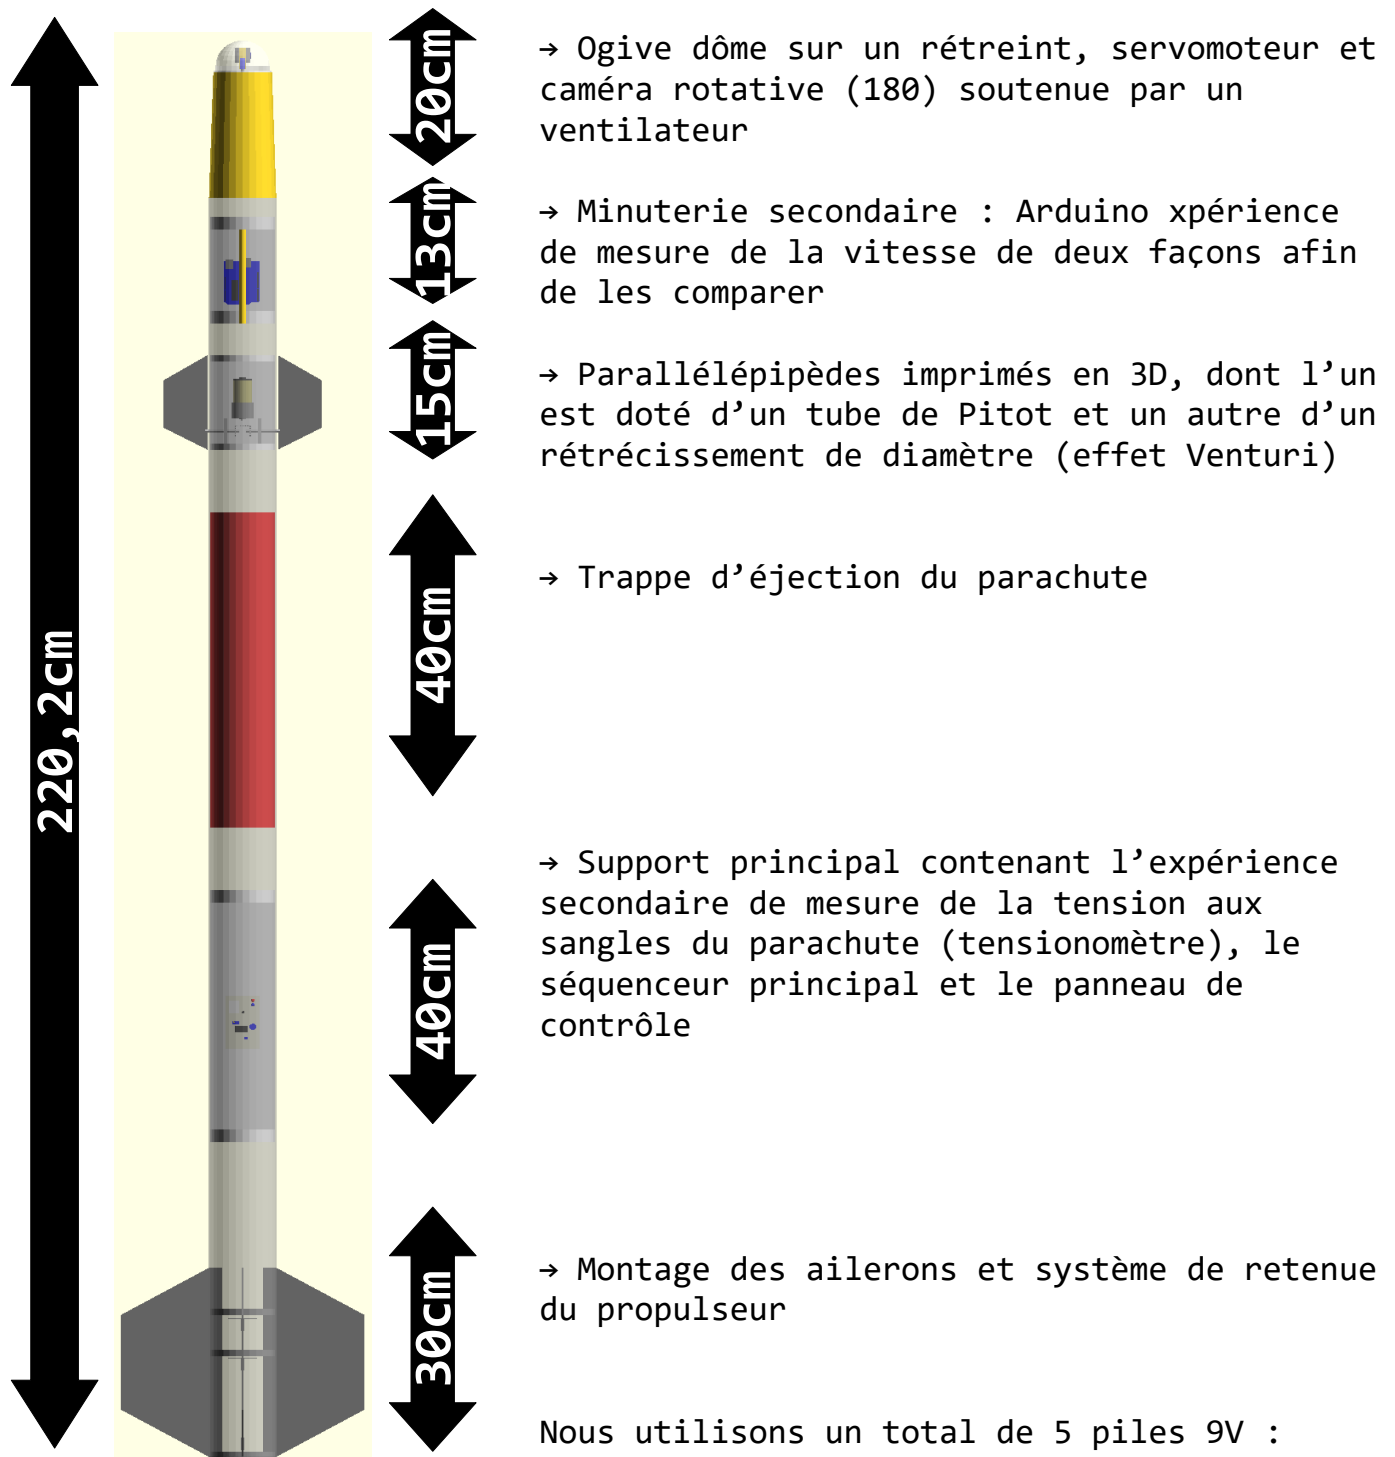 220,2cm
20cm
→ Ogive dôme sur un rétreint, servomoteur et
caméra rotative (180) soutenue par un
ventilateur
13cm
→ Minuterie secondaire : Arduino xpérience
de mesure de la vitesse de deux façons afin
de les comparer
15cm
→ Parallélépipèdes imprimés en 3D, dont l’un
est doté d’un tube de Pitot et un autre d’un
rétrécissement de diamètre (effet Venturi)
40cm
→ Trappe d’éjection du parachute
40cm
→ Support principal contenant l’expérience
secondaire de mesure de la tension aux
sangles du parachute (tensionomètre), le
séquenceur principal et le panneau de
contrôle
30cm
→ Montage des ailerons et système de retenue
du propulseur
Nous utilisons un total de 5 piles 9V :